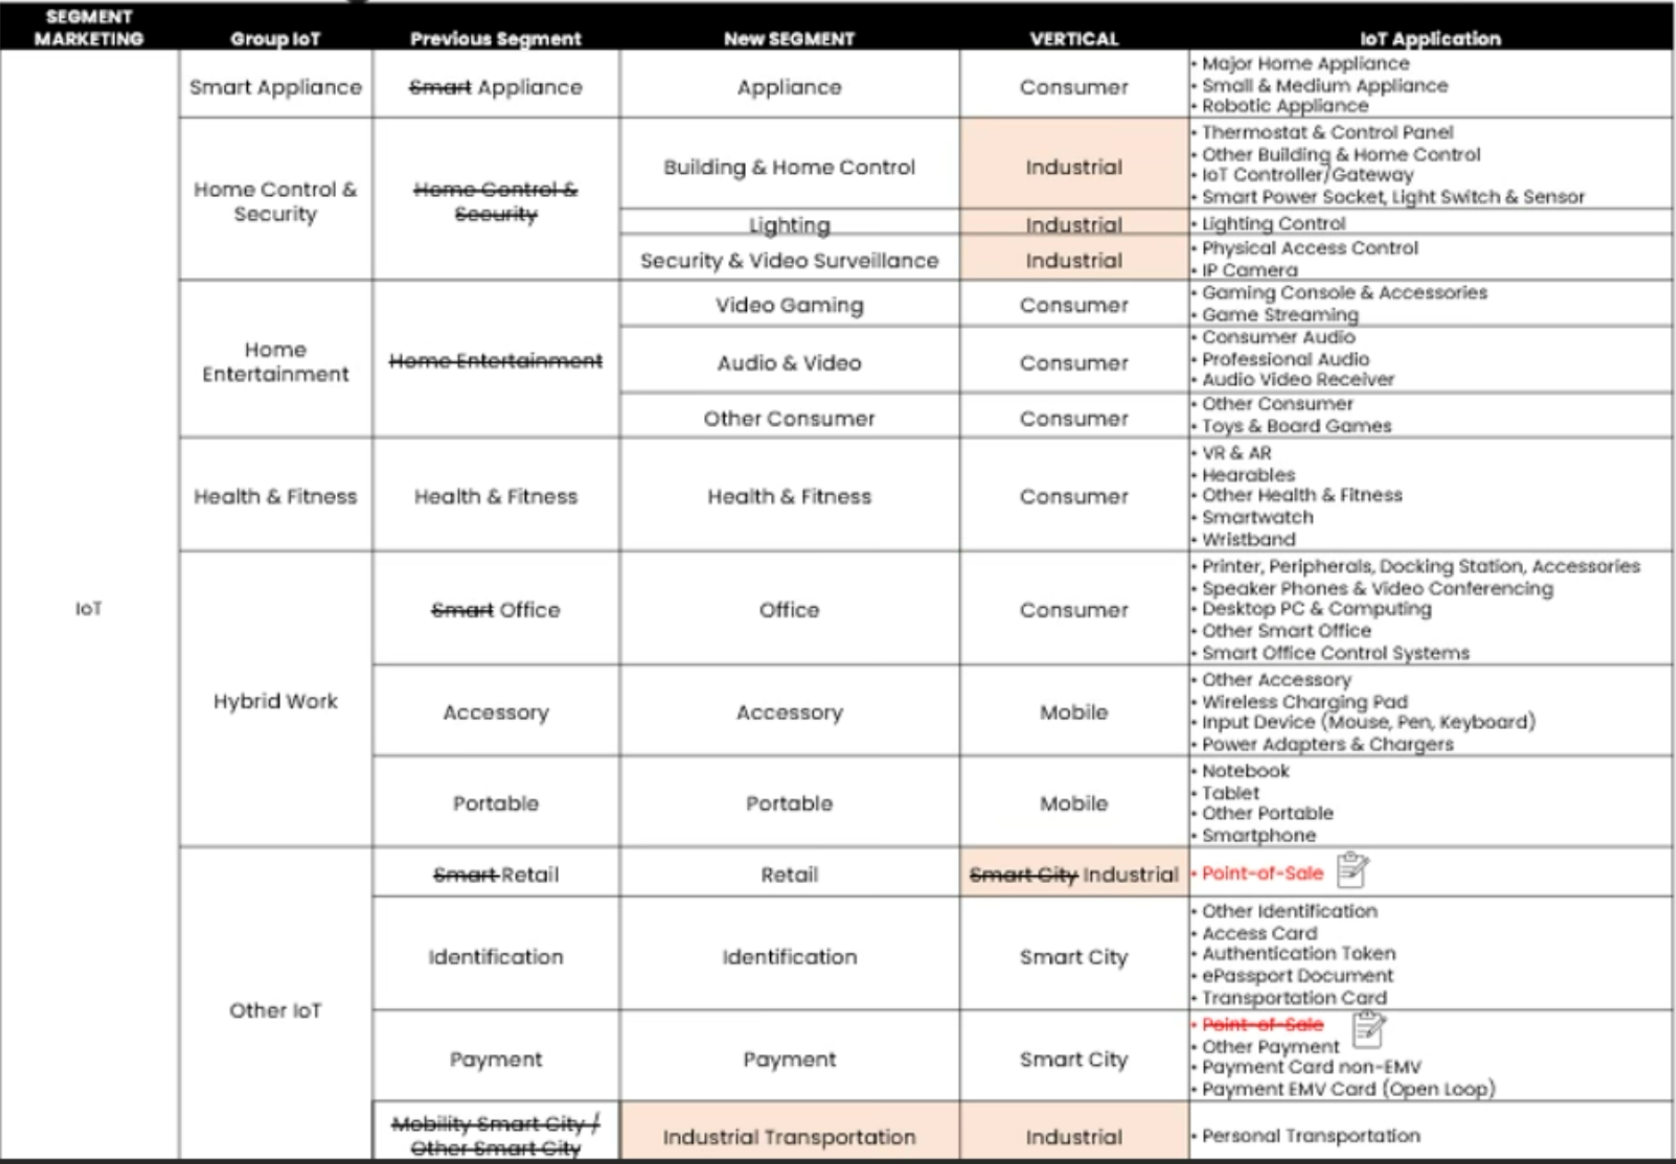 SEGMENT
MARKETING
Group IoT
Previous Segment
New SEGMENT
VERTICAL
IoT Application
IoT
Smart Appliance
Smart Appliance
Appliance
Consumer
• Major Home Appliance
• Small & Medium Appliance
• Robotic Appliance
Home Control &
Security
Home Control &
Security
Building & Home Control
Industrial
• Thermostat & Control Panel
• Other Building & Home Control
• IoT Controller/Gateway
• Smart Power Socket, Light Switch & Sensor
Lighting
Industrial
• Lighting Control
Security & Video Surveillance
Industrial
• Physical Access Control
• IP Camera
Home
Entertainment
Home Entertainment
Video Gaming
Consumer
• Gaming Console & Accessories
• Game Streaming
Audio & Video
Consumer
• Consumer Audio
• Professional Audio
• Audio Video Receiver
Other Consumer
Consumer
• Other Consumer
• Toys & Board Games
Health & Fitness
Health & Fitness
Health & Fitness
Consumer
• VR & AR
• Hearables
• Other Health & Fitness
• Smartwatch
• Wristband
Hybrid Work
Smart Office
Office
Consumer
• Printer, Peripherals, Docking Station, Accessories
• Speaker Phones & Video Conferencing
• Desktop PC & Computing
• Other Smart Office
• Smart Office Control Systems
Accessory
Accessory
Mobile
• Other Accessory
• Wireless Charging Pad
• Input Device (Mouse, Pen, Keyboard)
• Power Adapters & Chargers
Portable
Portable
Mobile
• Notebook
• Tablet
• Other Portable
• Smartphone
Other IoT
Smart Retail
Retail
Smart City Industrial
• Point-of-Sale
Identification
Identification
Smart City
• Other Identification
• Access Card
• Authentication Token
• ePassport Document
• Transportation Card
Payment
Payment
Smart City
• Point-of-Sale
• Other Payment
• Payment Card non-EMV
• Payment EMV Card (Open Loop)
Mobility Smart City /
Other Smart City
Industrial Transportation
Industrial
• Personal Transportation